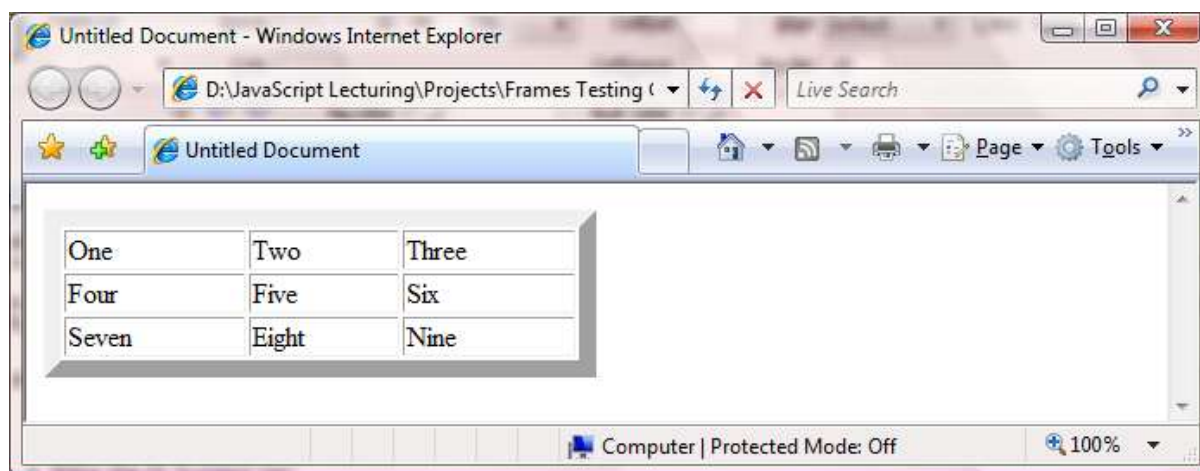 Untitled Document - Windows Internet Explorer
D:\JavaScript Lecturing\Projects\Frames Testing (
Live Search
Untitled Document
Page
Tools
One Two Three
Four Five Six
Seven Eight Nine
Computer | Protected Mode: Off
100%